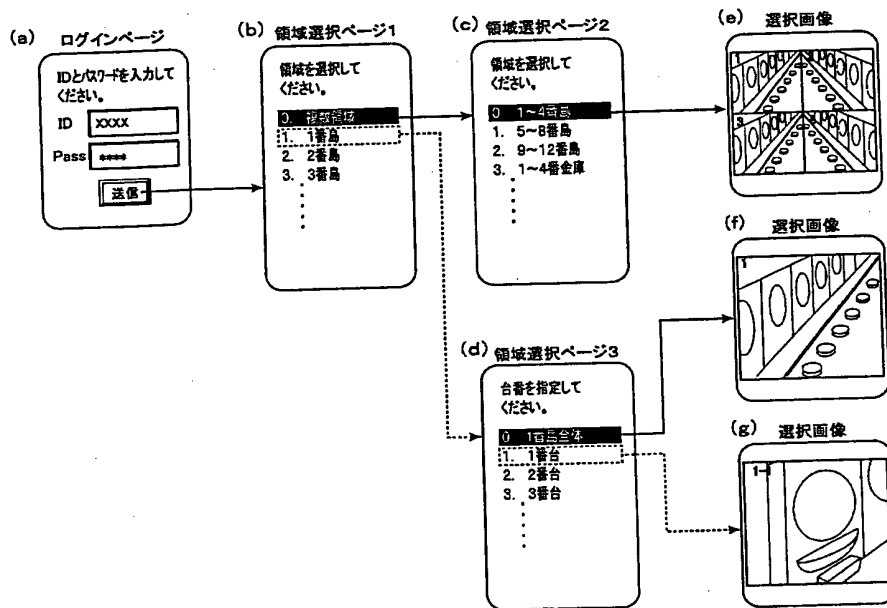 (a) ログインページ
IDとパスワードを入力して
ください。
ID XXXX
Pass ****
送信
(b) 領域選択ページ1
領域を選択して
ください。
0. 複数領域
1. 1番島
2. 2番島
3. 3番島
(c) 領域選択ページ2
領域を選択して
ください。
0 1~4番島
1. 5~8番島
2. 9~12番島
3. 1~4番金庫
(d) 領域選択ページ3
台番を指定して
ください。
0 1番島全体
1. 1番台
2. 2番台
3. 3番台
(e) 選択画像
1
3
(f) 選択画像
1
(g) 選択画像
1-1